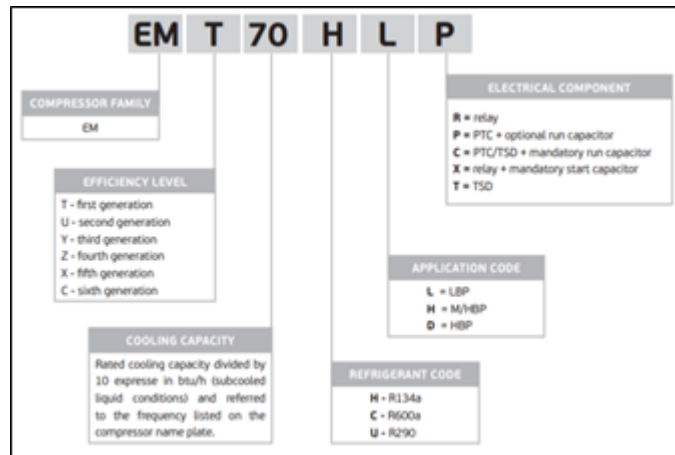 EM T 70 H L P
COMPRESSOR FAMILY
EM
EFFICIENCY LEVEL
T - first generation
U - second generation
Y - third generation
Z - fourth generation
X - fifth generation
C - sixth generation
COOLING CAPACITY
Rated cooling capacity divided by
10 expresse in btu/h (subcooled
liquid conditions) and referred
to the frequency listed on the
compressor name plate.
ELECTRICAL COMPONENT
R = relay
P = PTC + optional run capacitor
C = PTC/TSD + mandatory run capacitor
X = relay + mandatory start capacitor
T = TSD
APPLICATION CODE
L = LBP
H = M/HBP
D = HBP
REFRIGERANT CODE
H - R134a
C - R600a
U - R290